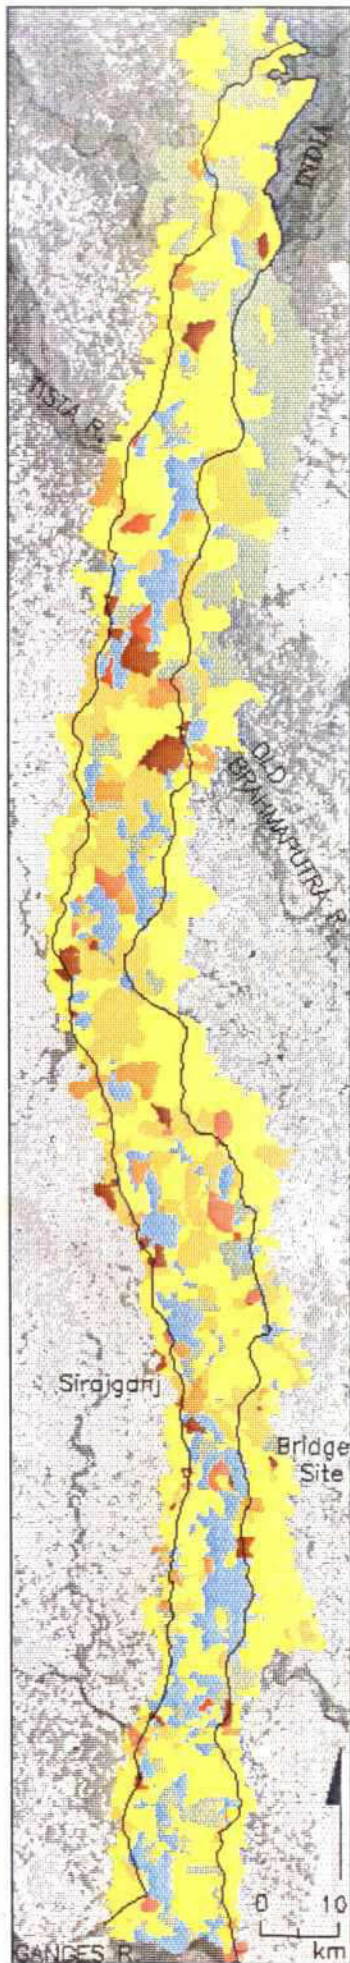 INDIA
TISTA R.
OLD
BRAHMAPUTRA R.
Sirajganj
Bridge
Site
0 10
km
GANGES R.